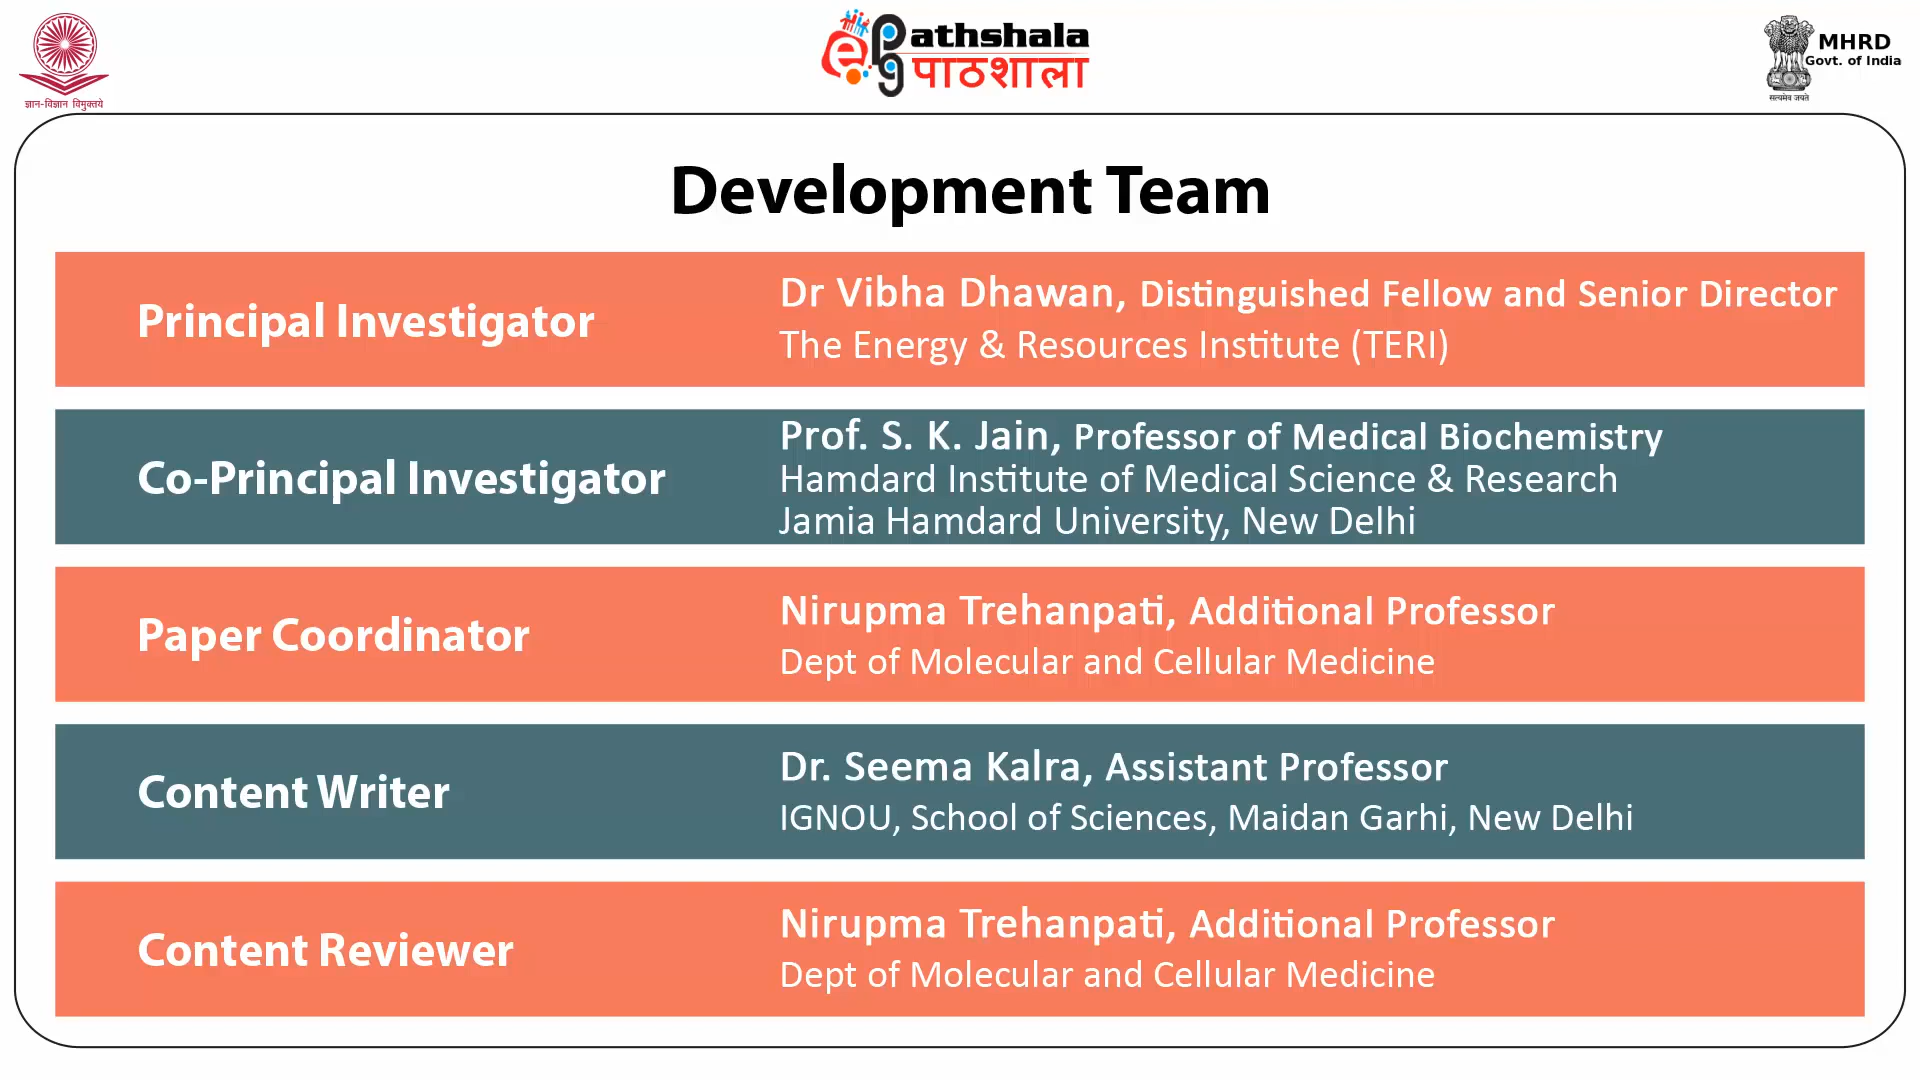 ज्ञान-विज्ञान विमुक्तये
ePathshala
पाठशाला
MHRD
Govt. of India
सत्यमेव जयते
Development Team
Principal Investigator
Dr Vibha Dhawan, Distinguished Fellow and Senior Director
The Energy & Resources Institute (TERI)
Co-Principal Investigator
Prof. S. K. Jain, Professor of Medical Biochemistry
Hamdard Institute of Medical Science & Research
Jamia Hamdard University, New Delhi
Paper Coordinator
Nirupma Trehanpati, Additional Professor
Dept of Molecular and Cellular Medicine
Content Writer
Dr. Seema Kalra, Assistant Professor
IGNOU, School of Sciences, Maidan Garhi, New Delhi
Content Reviewer
Nirupma Trehanpati, Additional Professor
Dept of Molecular and Cellular Medicine